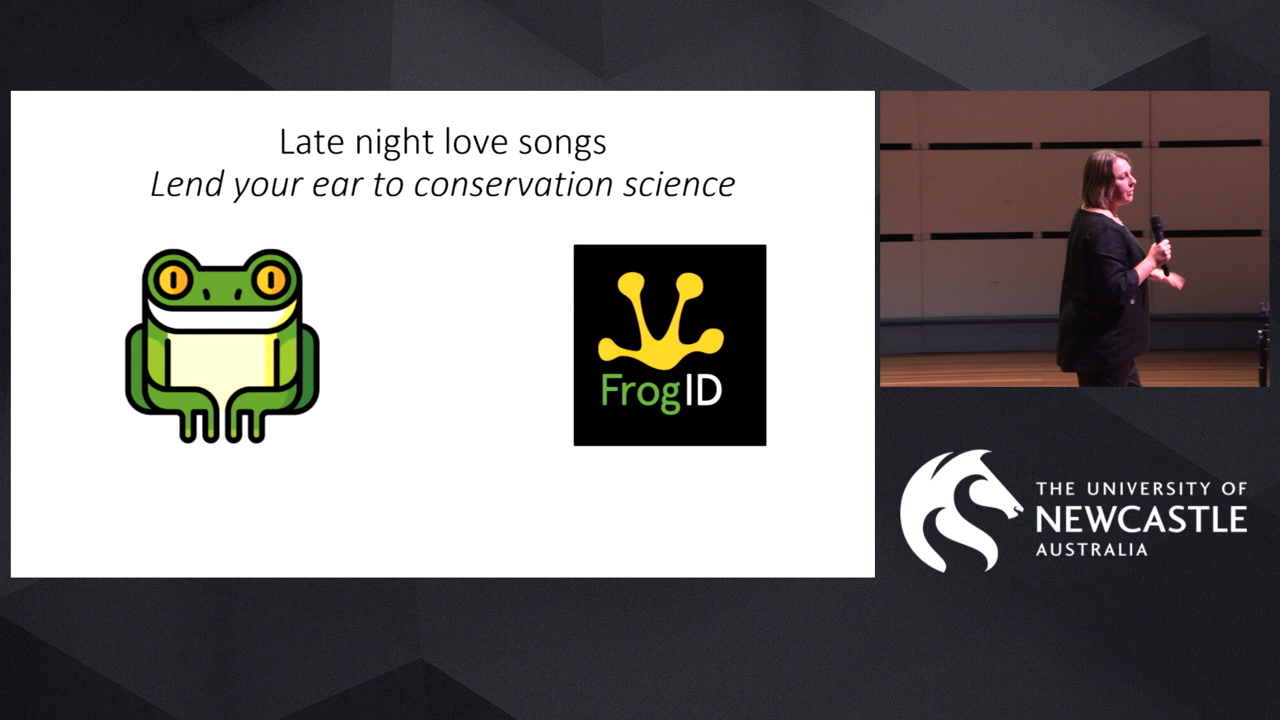 Late night love songs
Lend your ear to conservation science
FrogID
THE UNIVERSITY OF
NEWCASTLE
AUSTRALIA